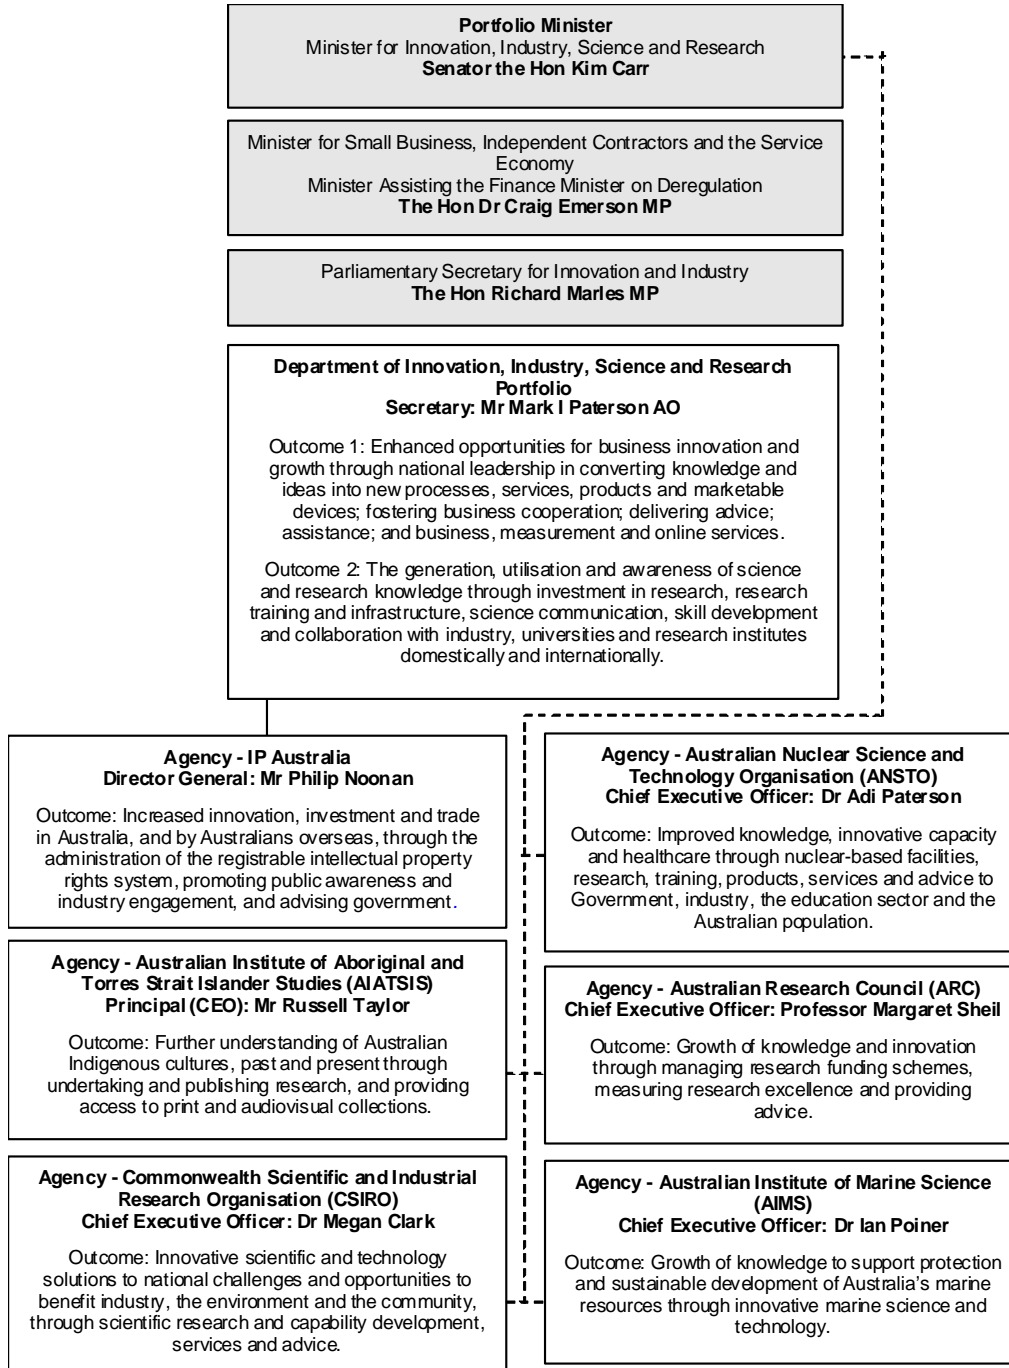 Portfolio Minister
Minister for Innovation, Industry, Science and Research
Senator the Hon Kim Carr
Minister for Small Business, Independent Contractors and the Service
Economy
Minister Assisting the Finance Minister on Deregulation
The Hon Dr Craig Emerson MP
Parliamentary Secretary for Innovation and Industry
The Hon Richard Marles MP
Department of Innovation, Industry, Science and Research
Portfolio
Secretary: Mr Mark I Paterson AO
Outcome 1: Enhanced opportunities for business innovation and
growth through national leadership in converting knowledge and
ideas into new processes, services, products and marketable
devices; fostering business cooperation; delivering advice;
assistance; and business, measurement and online services.
Outcome 2: The generation, utilisation and awareness of science
and research knowledge through investment in research, research
training and infrastructure, science communication, skill development
and collaboration with industry, universities and research institutes
domestically and internationally.
Agency - IP Australia
Director General: Mr Philip Noonan
Outcome: Increased innovation, investment and trade
in Australia, and by Australians overseas, through the
administration of the registrable intellectual property
rights system, promoting public awareness and
industry engagement, and advising government.
Agency - Australian Nuclear Science and
Technology Organisation (ANSTO)
Chief Executive Officer: Dr Adi Paterson
Outcome: Improved knowledge, innovative capacity
and healthcare through nuclear-based facilities,
research, training, products, services and advice to
Government, industry, the education sector and the
Australian population.
Agency - Australian Institute of Aboriginal and
Torres Strait Islander Studies (AIATSIS)
Principal (CEO): Mr Russell Taylor
Outcome: Further understanding of Australian
Indigenous cultures, past and present through
undertaking and publishing research, and providing
access to print and audiovisual collections.
Agency - Australian Research Council (ARC)
Chief Executive Officer: Professor Margaret Sheil
Outcome: Growth of knowledge and innovation
through managing research funding schemes,
measuring research excellence and providing
advice.
Agency - Commonwealth Scientific and Industrial
Research Organisation (CSIRO)
Chief Executive Officer: Dr Megan Clark
Outcome: Innovative scientific and technology
solutions to national challenges and opportunities to
benefit industry, the environment and the community,
through scientific research and capability development,
services and advice.
Agency - Australian Institute of Marine Science
(AIMS)
Chief Executive Officer: Dr Ian Poiner
Outcome: Growth of knowledge to support protection
and sustainable development of Australia's marine
resources through innovative marine science and
technology.